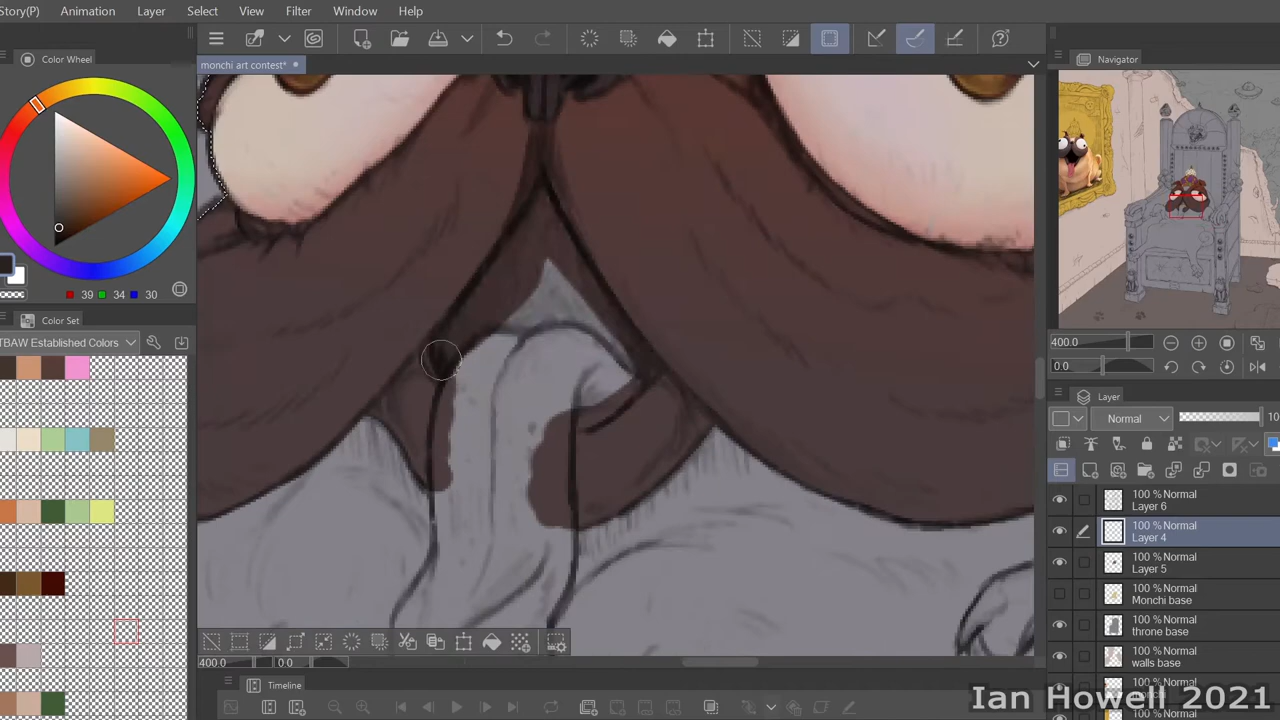 Story(P) Animation Layer Select View Filter Window Help
Color Wheel
monchi art contest*
Navigator
39 34 30
Color Set
TBAW Established Colors
400.0
0.0
Layer
Normal
100 % Normal
Layer 6
100 % Normal
Layer 4
100 % Normal
Layer 5
100 % Normal
Monchi base
100 % Normal
throne base
100 % Normal
walls base
100 % Normal
100 % Normal
400.0 0.0
Timeline
Ian Howell 2021